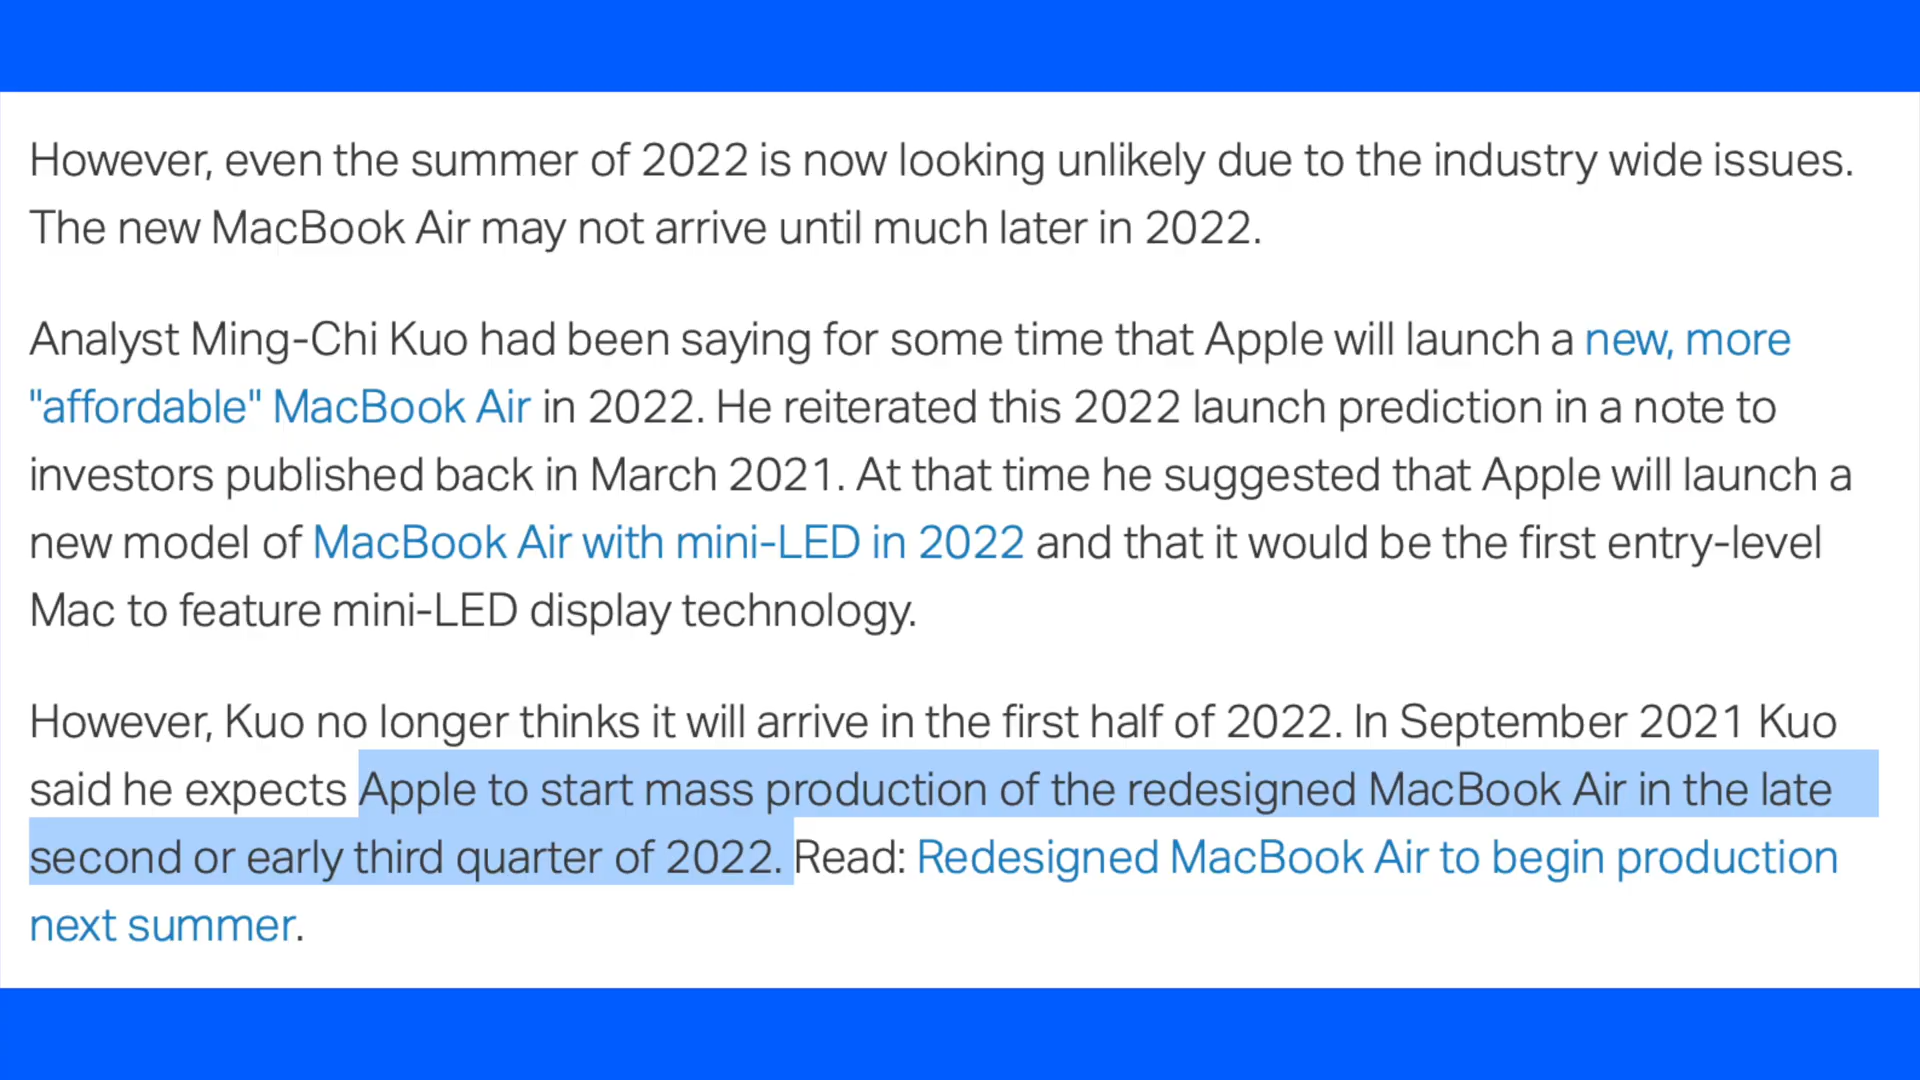 However, even the summer of 2022 is now looking unlikely due to the industry wide issues.
The new MacBook Air may not arrive until much later in 2022.
Analyst Ming-Chi Kuo had been saying for some time that Apple will launch a new, more
"affordable" MacBook Air in 2022. He reiterated this 2022 launch prediction in a note to
investors published back in March 2021. At that time he suggested that Apple will launch a
new model of MacBook Air with mini-LED in 2022 and that it would be the first entry-level
Mac to feature mini-LED display technology.
However, Kuo no longer thinks it will arrive in the first half of 2022. In September 2021 Kuo
said he expects Apple to start mass production of the redesigned MacBook Air in the late
second or early third quarter of 2022. Read: Redesigned MacBook Air to begin production
next summer.